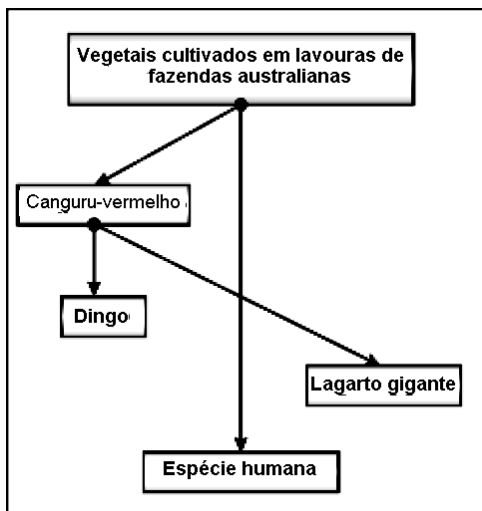 Vegetais cultivados em lavouras de
fazendas australianas
Canguru-vermelho
Dingo
Lagarto gigante
Espécie humana